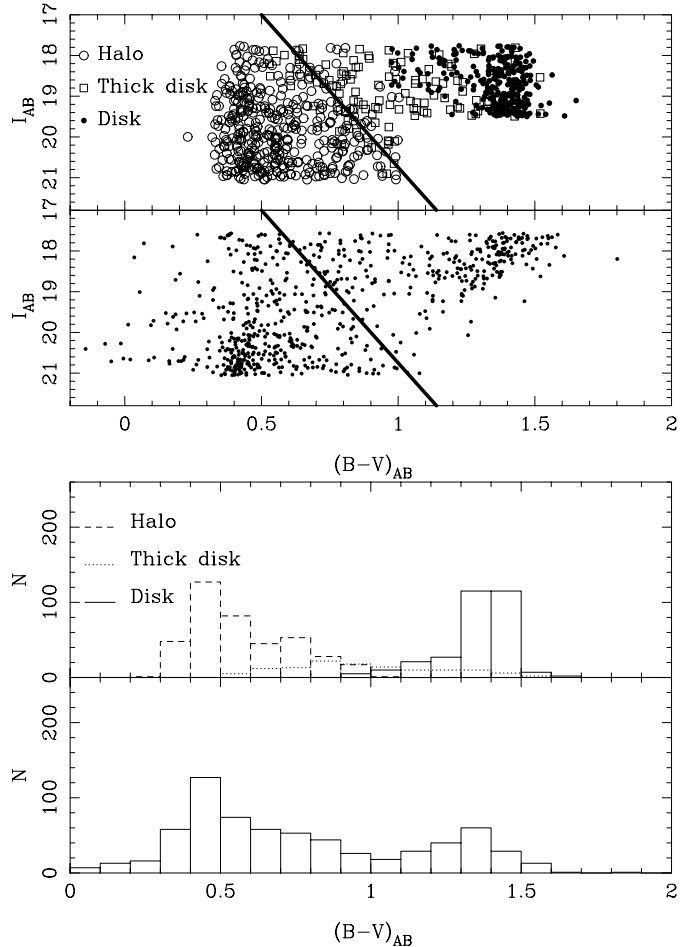 17
18
19
20
21
I_AB
Halo
Thick disk
Disk
17
18
19
20
21
I_AB
0 0.5 1 1.5 2
(B−V)_AB
200
100
0
N
Halo
Thick disk
Disk
200
100
0
N
0 0.5 1 1.5 2
(B−V)_AB